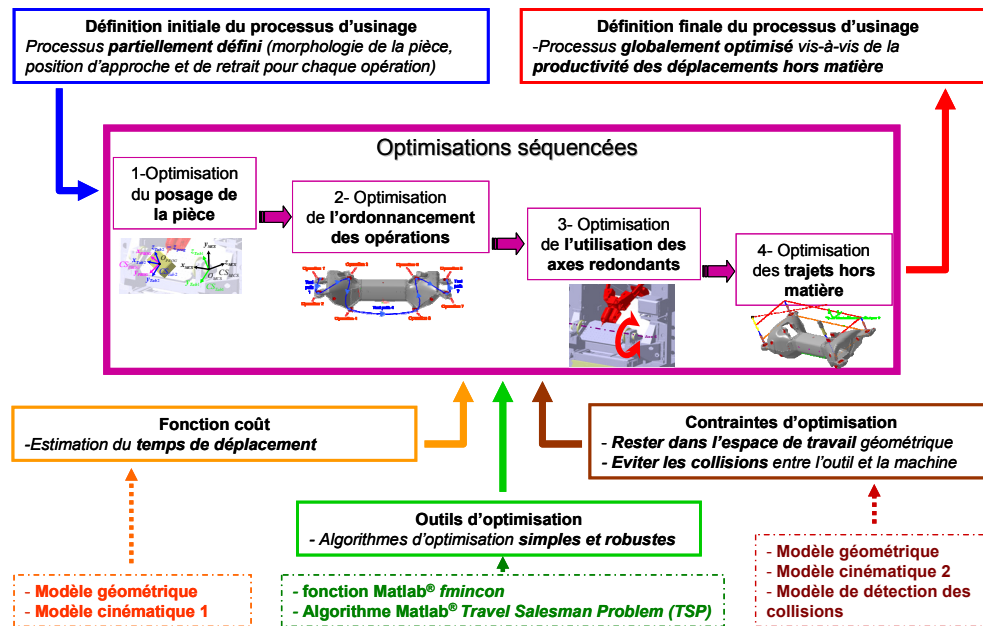 Définition initiale du processus d'usinage
Processus partiellement défini (morphologie de la pièce,
position d'approche et de retrait pour chaque opération)
Définition finale du processus d'usinage
-Processus globalement optimisé vis-à-vis de la
productivité des déplacements hors matière
Optimisations séquencées
1-Optimisation
du posage de
la pièce
2- Optimisation
de l'ordonnancement
des opérations
3- Optimisation
de l'utilisation des
axes redondants
4- Optimisation
des trajets hors
matière
Fonction coût
-Estimation du temps de déplacement
Contraintes d'optimisation
- Rester dans l'espace de travail géométrique
- Eviter les collisions entre l'outil et la machine
Outils d'optimisation
- Algorithmes d'optimisation simples et robustes
- Modèle géométrique
- Modèle cinématique 1
- fonction Matlab® fmincon
- Algorithme Matlab® Travel Salesman Problem (TSP)
- Modèle géométrique
- Modèle cinématique 2
- Modèle de détection des
collisions